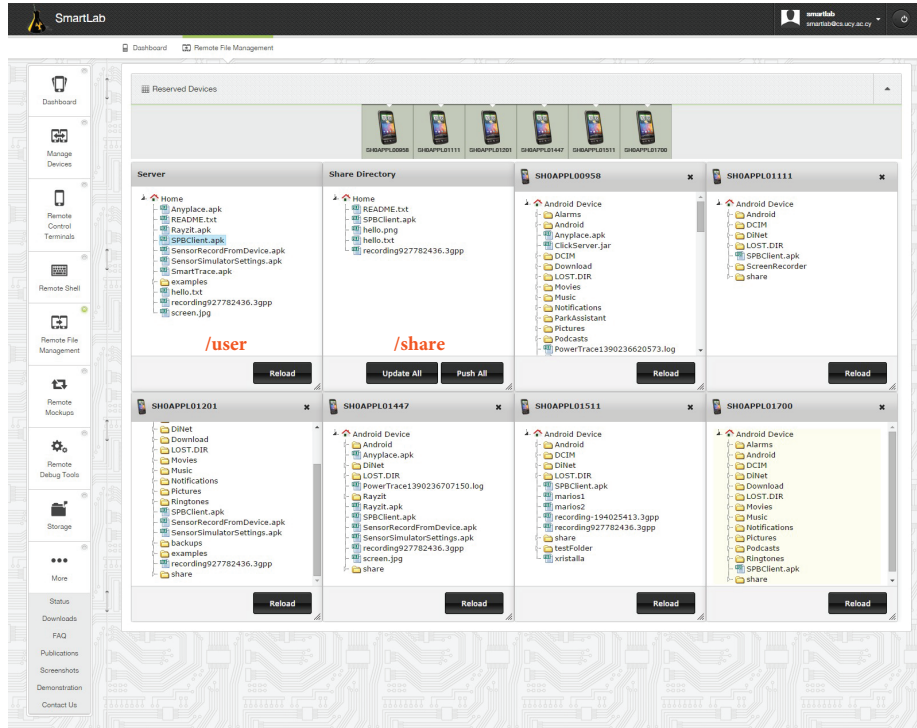 SmartLab
smartlab
smartlab@cs.ucy.ac.cy
Dashboard
Remote File Management
Dashboard
Manage
Devices
Remote
Control
Terminals
Remote Shell
Remote File
Management
Remote
Mockups
Remote
Debug Tools
Storage
More
Status
Downloads
FAQ
Publications
Screenshots
Demonstration
Contact Us
Reserved Devices
SH0APPL00958
SH0APPL01111
SH0APPL01201
SH0APPL01447
SH0APPL01511
SH0APPL01700
Server
Home
Anyplace.apk
README.txt
Rayzit.apk
SPBClient.apk
SensorRecordFromDevice.apk
SensorSimulatorSettings.apk
SmartTrace.apk
examples
hello.txt
recording927782436.3gpp
screen.jpg
/user
Reload
Share Directory
Home
README.txt
SPBClient.apk
hello.png
hello.txt
recording927782436.3gpp
/share
Update All
Push All
SH0APPL00958
Android Device
Alarms
Android
Anyplace.apk
ClickServer.jar
DCIM
Download
LOST.DIR
Movies
Music
Notifications
ParkAssistant
Pictures
Podcasts
PowerTrace1390236620573.log
Reload
SH0APPL01111
Android Device
Android
DCIM
DiNet
LOST.DIR
SPBClient.apk
ScreenRecorder
share
Reload
SH0APPL01201
DiNet
Download
LOST.DIR
Movies
Music
Notifications
Pictures
Ringtones
SPBClient.apk
SensorRecordFromDevice.apk
SensorSimulatorSettings.apk
backups
examples
recording927782436.3gpp
share
Reload
SH0APPL01447
Android Device
Android
Anyplace.apk
DiNet
LOST.DIR
PowerTrace1390236707150.log
Rayzit
Rayzit.apk
SPBClient.apk
SensorRecordFromDevice.apk
SensorSimulatorSettings.apk
recording927782436.3gpp
screen.jpg
share
Reload
SH0APPL01511
Android Device
Android
DCIM
DiNet
LOST.DIR
SPBClient.apk
marios1
marios2
recording-194025413.3gpp
recording927782436.3gpp
share
testFolder
xristalla
Reload
SH0APPL01700
Android Device
Alarms
Android
DCIM
DiNet
Download
LOST.DIR
Movies
Music
Notifications
Pictures
Podcasts
Ringtones
SPBClient.apk
share
Reload